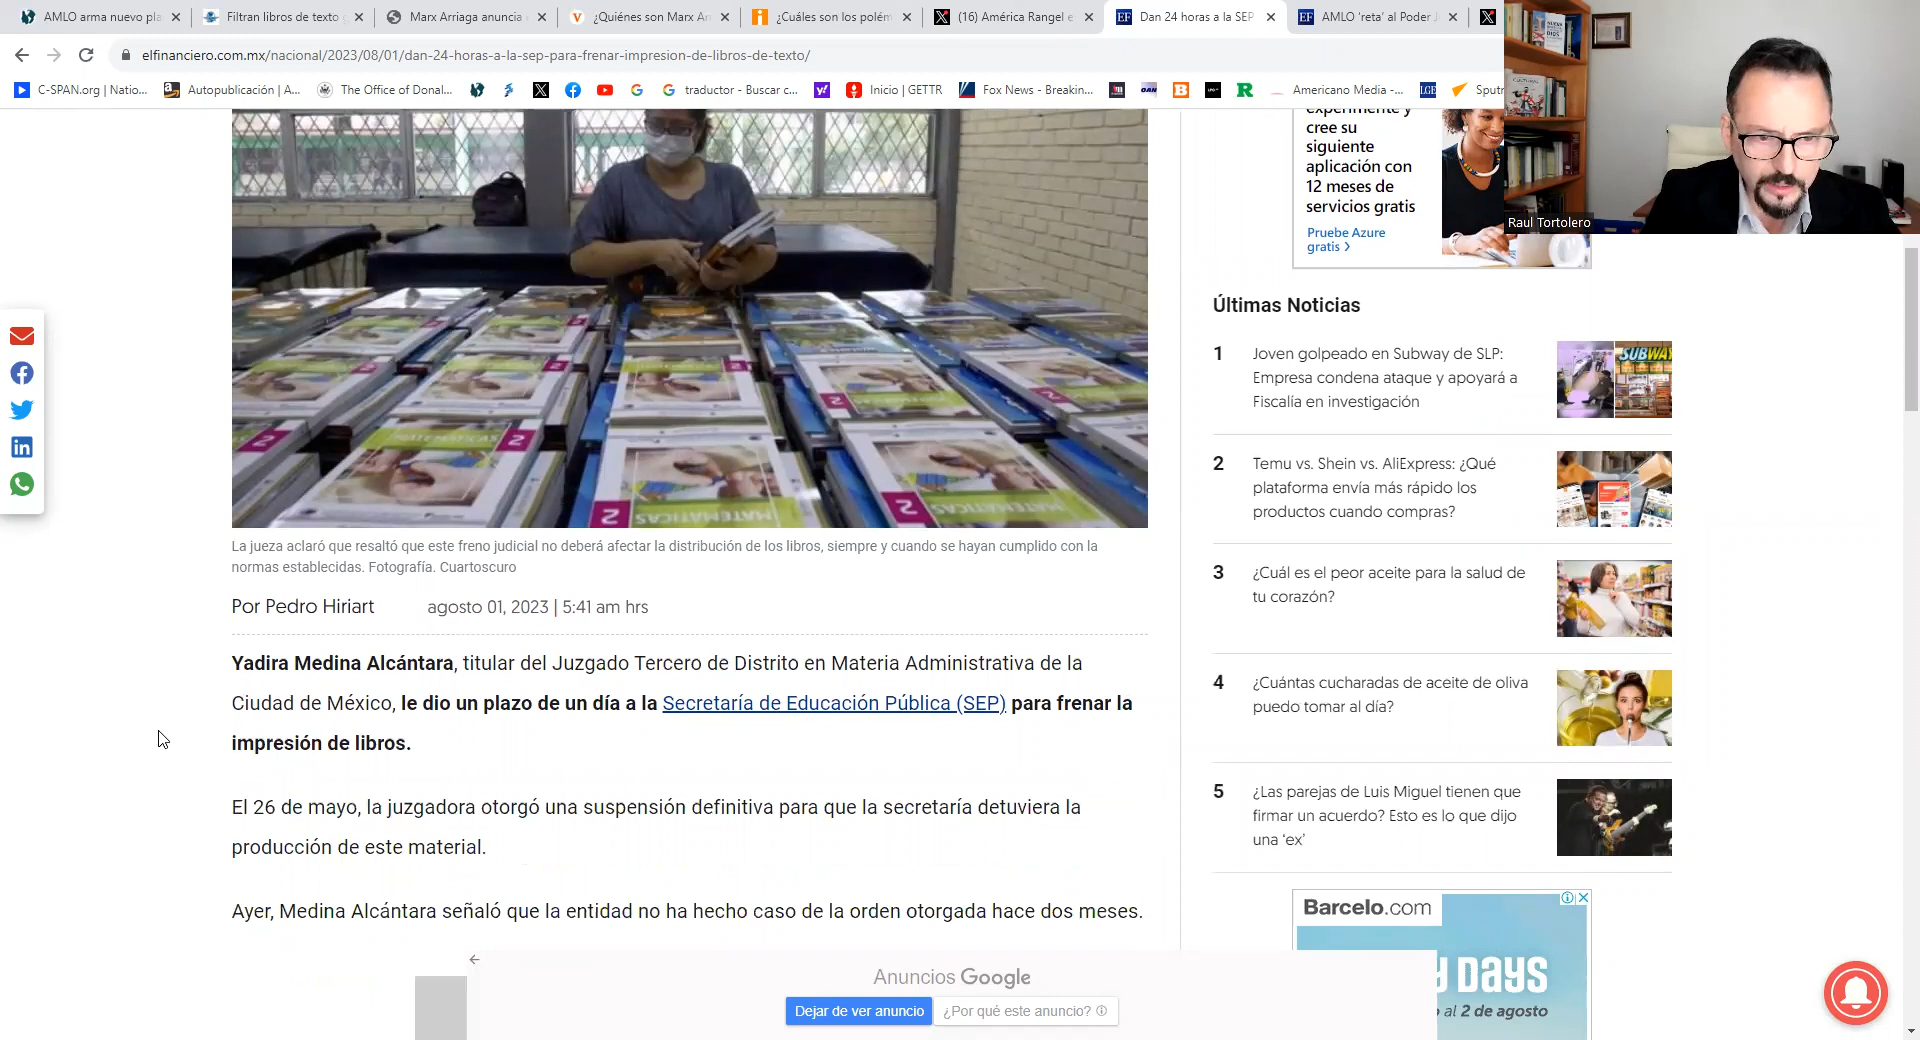 AMLO arma nuevo pla
Filtran libros de texto
Marx Arriaga anuncia
¿Quiénes son Marx Ar
¿Cuáles son los polém
(16) América Rangel e
Dan 24 horas a la SEP
AMLO 'reta' al Poder J
elfinanciero.com.mx/nacional/2023/08/01/dan-24-horas-a-la-sep-para-frenar-impresion-de-libros-de-texto/
C-SPAN.org | Natio...
Autopublicación | A...
The Office of Donal...
traductor - Buscar c...
Inicio | GETTR
Fox News - Breakin...
OAN
Americano Media -...
LGE
Sputn
Raul Tortolero
experimente y
cree su
siguiente
aplicación con
12 meses de
servicios gratis
Pruebe Azure
gratis >
MATEMÁTICAS
2
MATEMÁTICAS
2
MATEMÁTICAS
2
La jueza aclaró que resaltó que este freno judicial no deberá afectar la distribución de los libros, siempre y cuando se hayan cumplido con la
normas establecidas. Fotografía. Cuartoscuro
Por Pedro Hiriart
agosto 01, 2023 | 5:41 am hrs
Yadira Medina Alcántara, titular del Juzgado Tercero de Distrito en Materia Administrativa de la
Ciudad de México, le dio un plazo de un día a la Secretaría de Educación Pública (SEP) para frenar la
impresión de libros.
El 26 de mayo, la juzgadora otorgó una suspensión definitiva para que la secretaría detuviera la
producción de este material.
Ayer, Medina Alcántara señaló que la entidad no ha hecho caso de la orden otorgada hace dos meses.
Últimas Noticias
1
Joven golpeado en Subway de SLP:
Empresa condena ataque y apoyará a
Fiscalía en investigación
SUBWAY
2
Temu vs. Shein vs. AliExpress: ¿Qué
plataforma envía más rápido los
productos cuando compras?
3
¿Cuál es el peor aceite para la salud de
tu corazón?
4
¿Cuántas cucharadas de aceite de oliva
puedo tomar al día?
5
¿Las parejas de Luis Miguel tienen que
firmar un acuerdo? Esto es lo que dijo
una 'ex'
Barcelo.com
Y DAYS
al 2 de agosto
Anuncios Google
Dejar de ver anuncio
¿Por qué este anuncio?